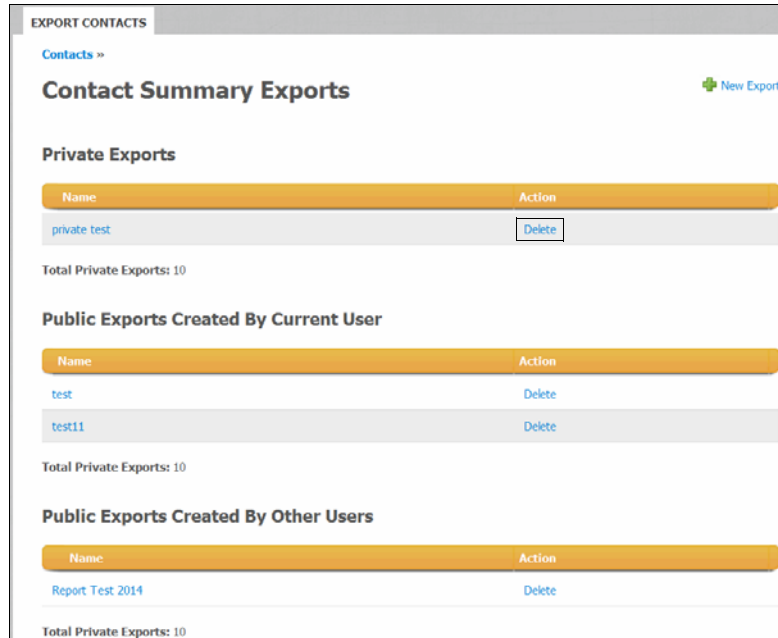 EXPORT CONTACTS
Contacts »
Contact Summary Exports
New Export
Private Exports
Name Action
private test Delete
Total Private Exports: 10
Public Exports Created By Current User
Name Action
test Delete
test11 Delete
Total Private Exports: 10
Public Exports Created By Other Users
Name Action
Report Test 2014 Delete
Total Private Exports: 10